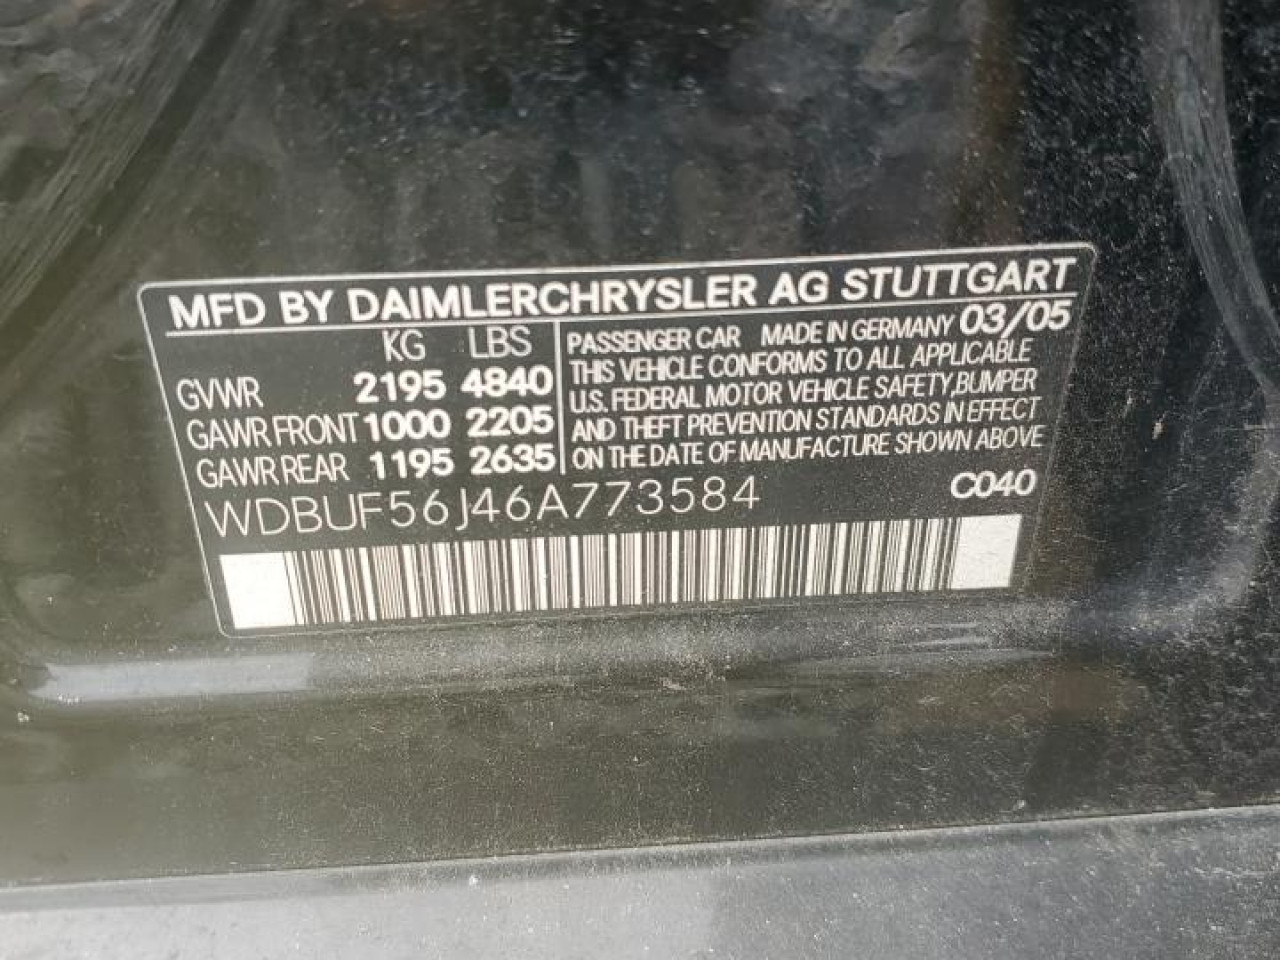 MFD BY DAIMLERCHRYSLER AG STUTTGART
KG LBS
GVWR 2195 4840
GAWR FRONT 1000 2205
GAWR REAR 1195 2635
PASSENGER CAR MADE IN GERMANY 03/05
THIS VEHICLE CONFORMS TO ALL APPLICABLE
U.S. FEDERAL MOTOR VEHICLE SAFETY, BUMPER
AND THEFT PREVENTION STANDARDS IN EFFECT
ON THE DATE OF MANUFACTURE SHOWN ABOVE
WDBUF56J46A773584
C040